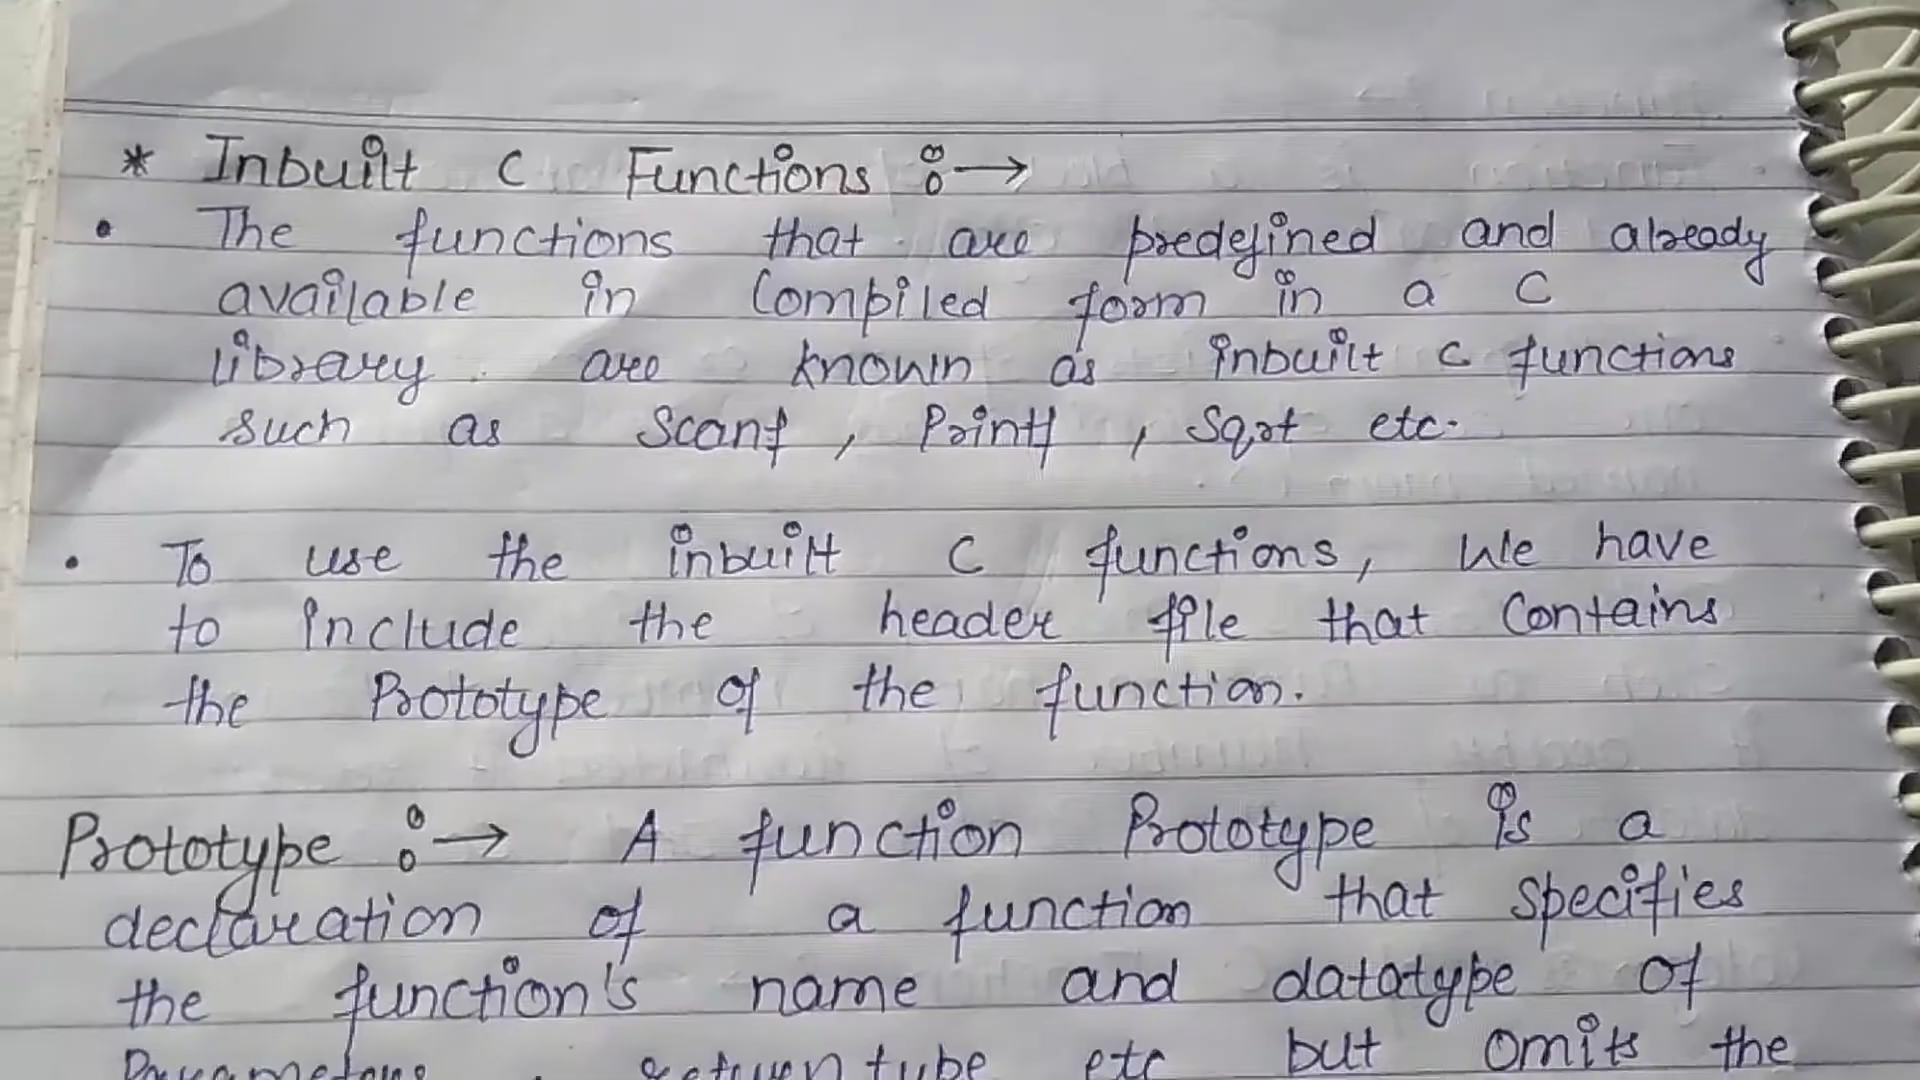 * Inbuilt C Functions :→
• The functions that are predefined and already
available in Compiled form in a C
library are known as inbuilt C functions
such as Scanf, Printf, Sqrt etc.
• To use the inbuilt C functions, We have
to include the header file that Contains
the Prototype of the function.
Prototype :→ A function Prototype is a
declaration of a function that specifies
the function's name and datatype of
Parameters, return type etc but omits the